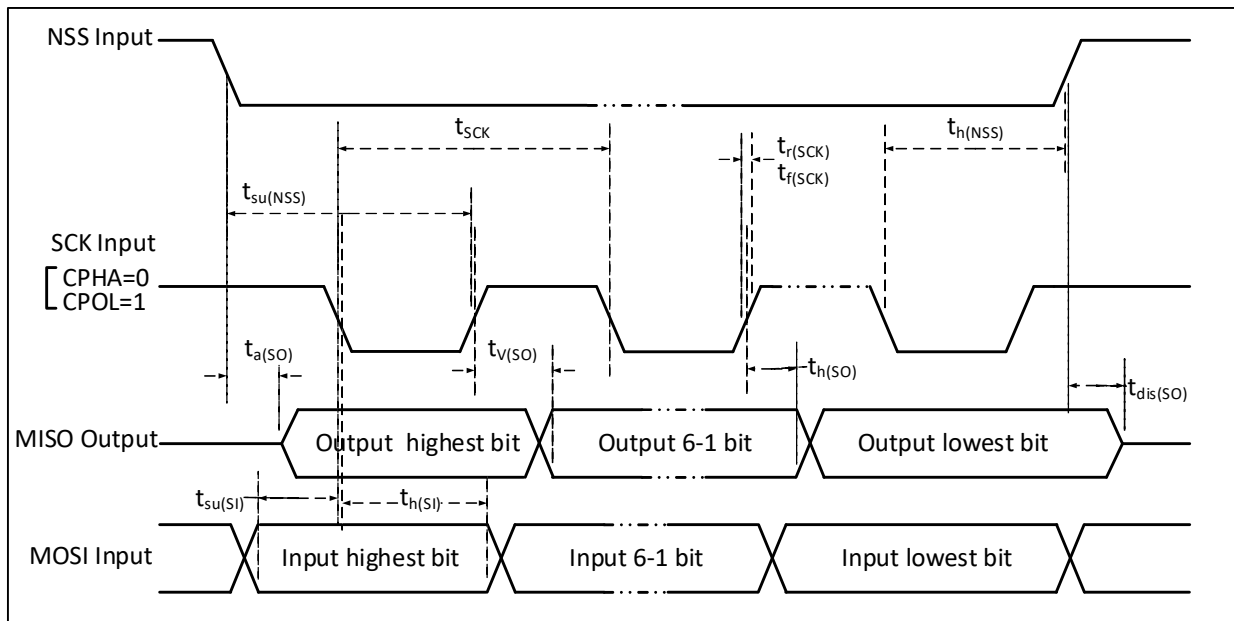 NSS Input
tSCK
th(NSS)
tr(SCK)
tf(SCK)
tsu(NSS)
SCK Input
CPHA=0
CPOL=1
ta(SO)
tV(SO)
th(SO)
tdis(SO)
MISO Output
Output highest bit
Output 6-1 bit
Output lowest bit
tsu(SI)
th(SI)
MOSI Input
Input highest bit
Input 6-1 bit
Input lowest bit